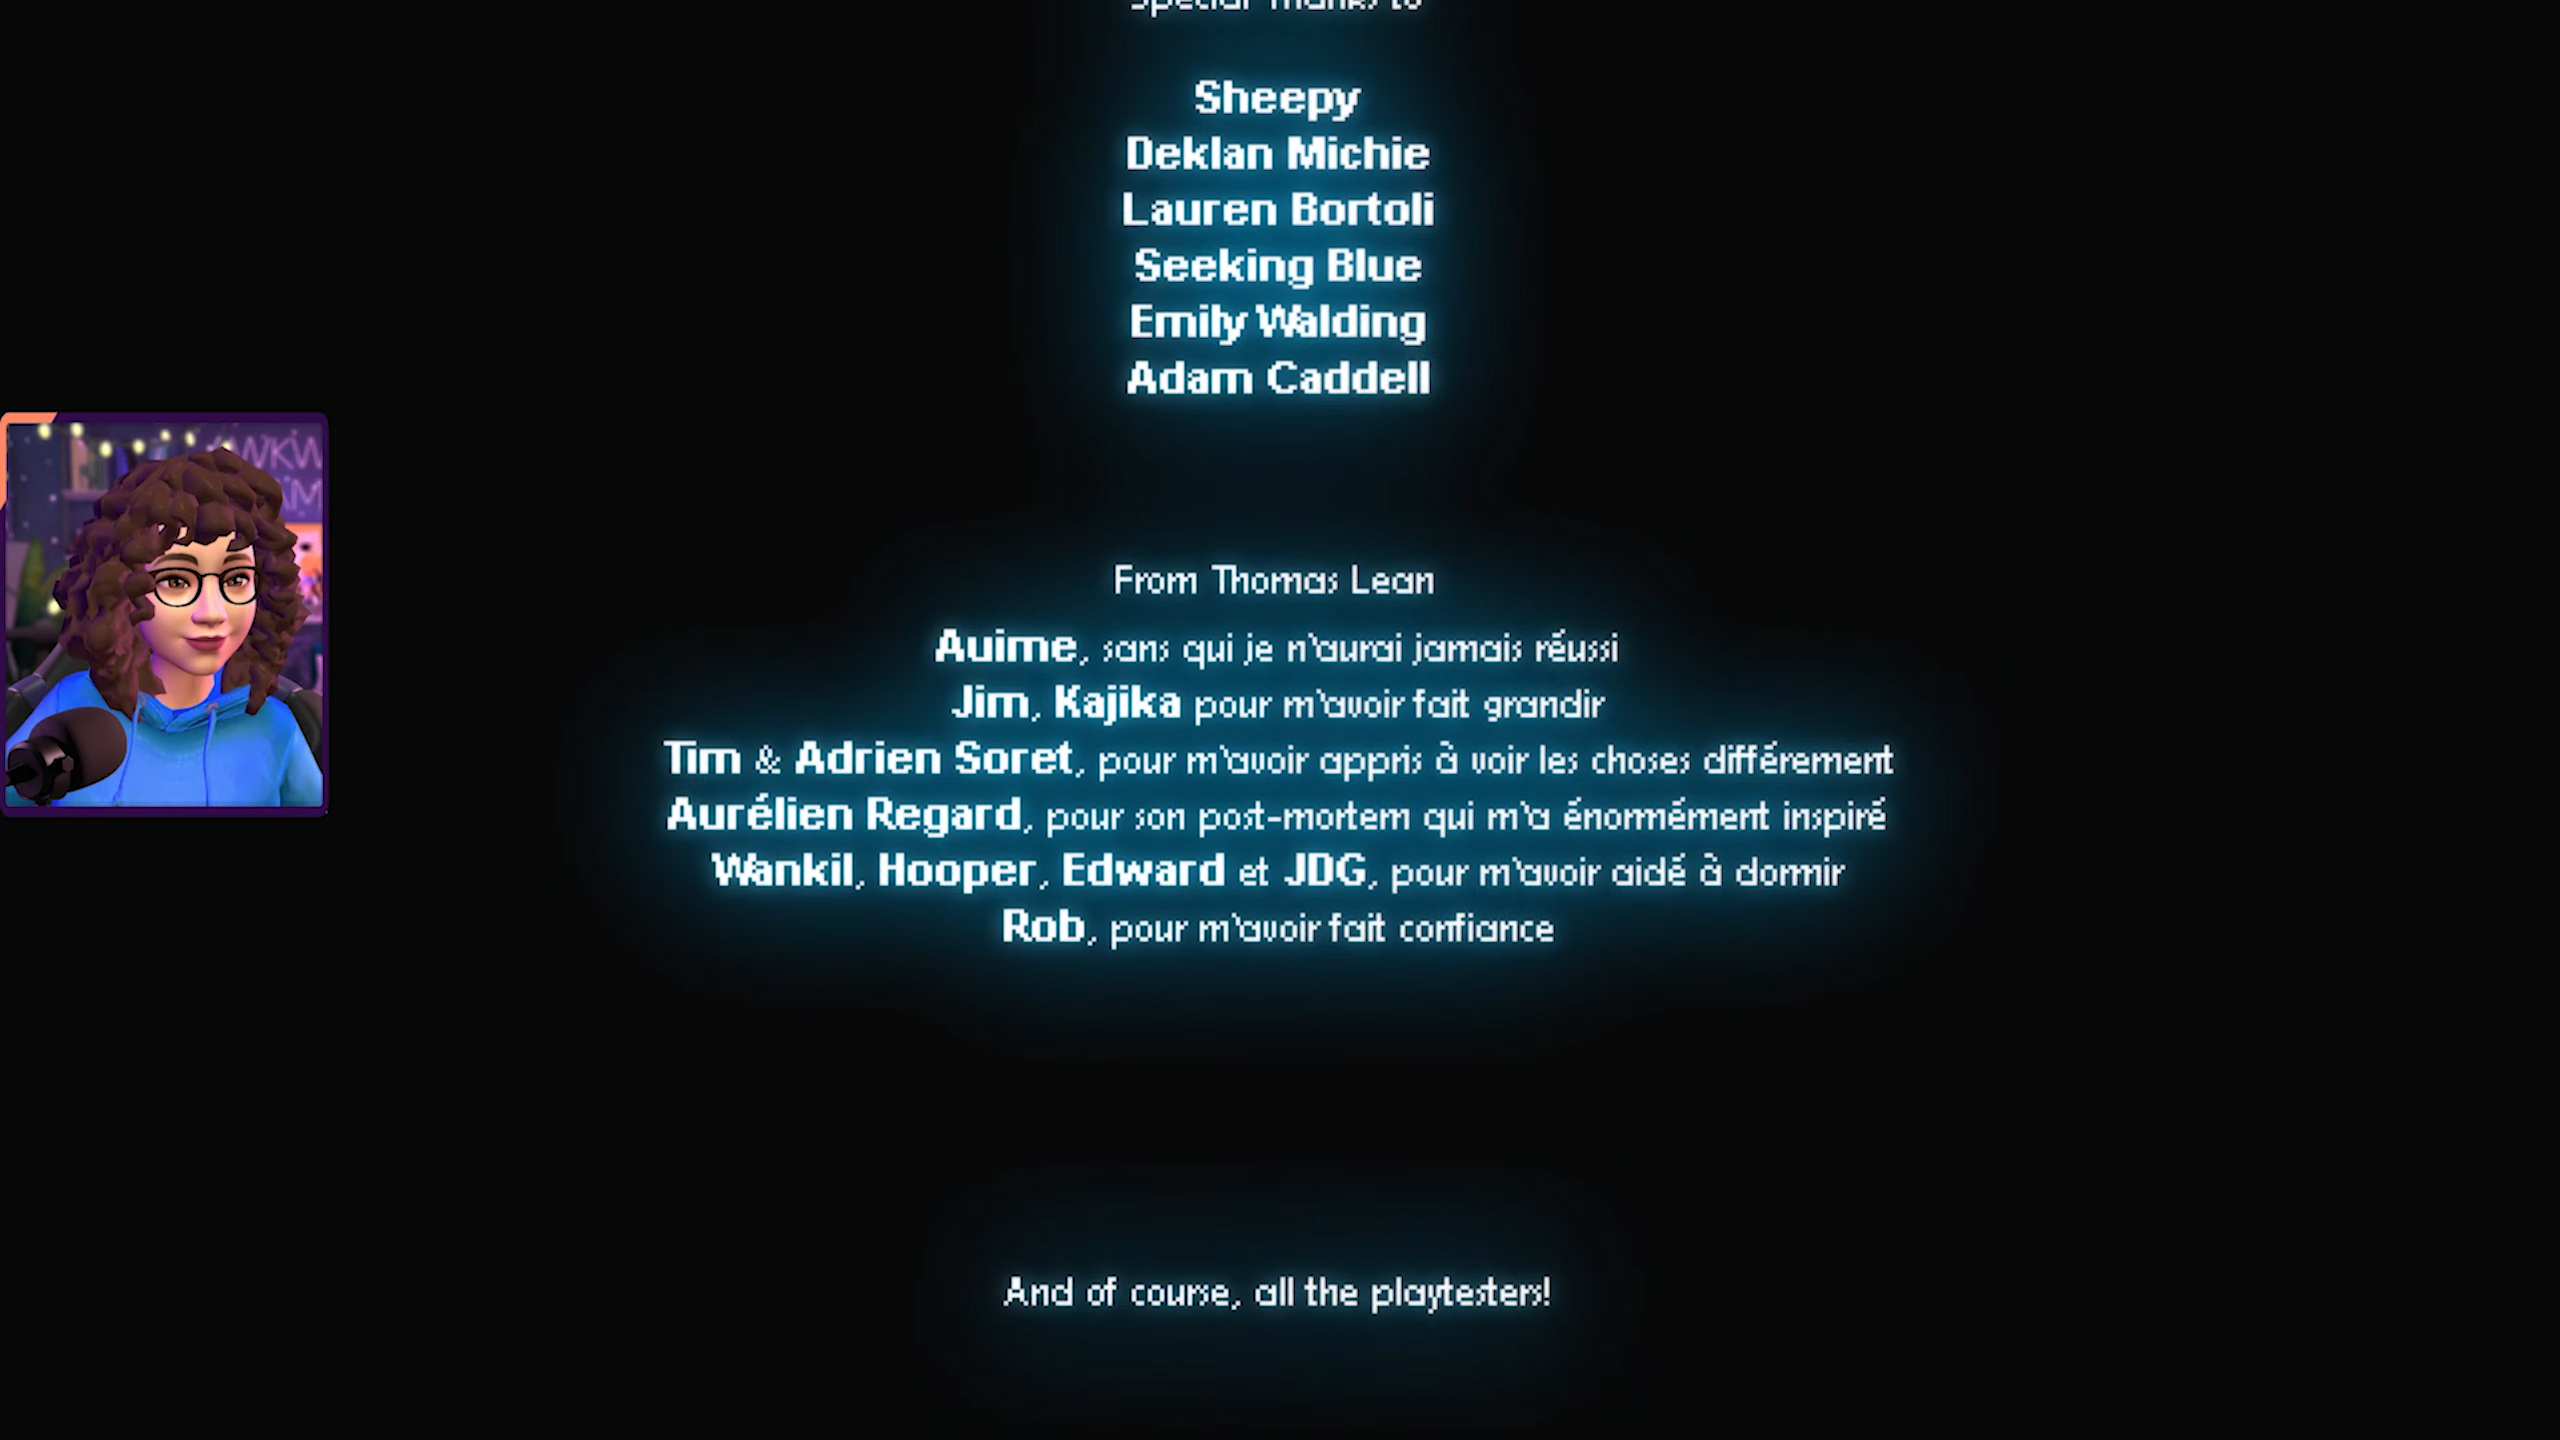 Special Thanks to
Sheepy
Deklan Michie
Lauren Bortoli
Seeking Blue
Emily Walding
Adam Caddell
From Thomas Lean
Auime, sans qui je n'aurai jamais réussi
Jim, Kajika pour m'avoir fait grandir
Tim & Adrien Soret, pour m'avoir appris à voir les choses différement
Aurélien Regard, pour son post-mortem qui m'a énormément inspiré
Wankil, Hooper, Edward et JDG, pour m'avoir aidé à dormir
Rob, pour m'avoir fait confiance
And of course, all the playtesters!